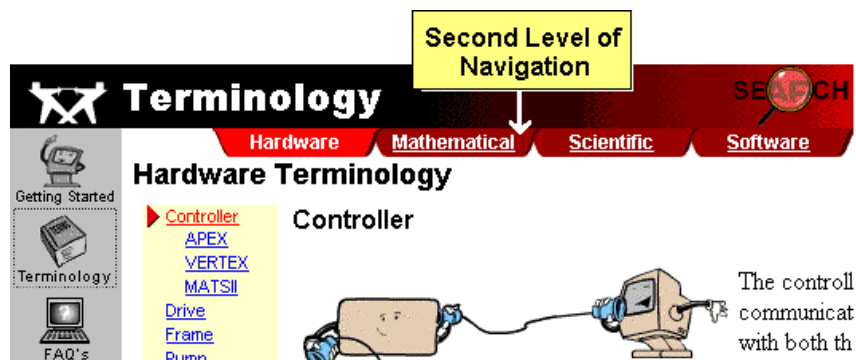 Second Level of
Navigation
Terminology
SEARCH
Hardware
Mathematical
Scientific
Software
Hardware Terminology
Getting Started
Terminology
FAQ's
Controller
APEX
VERTEX
MATSII
Drive
Frame
Pump
Controller
The controll
communicat
with both th